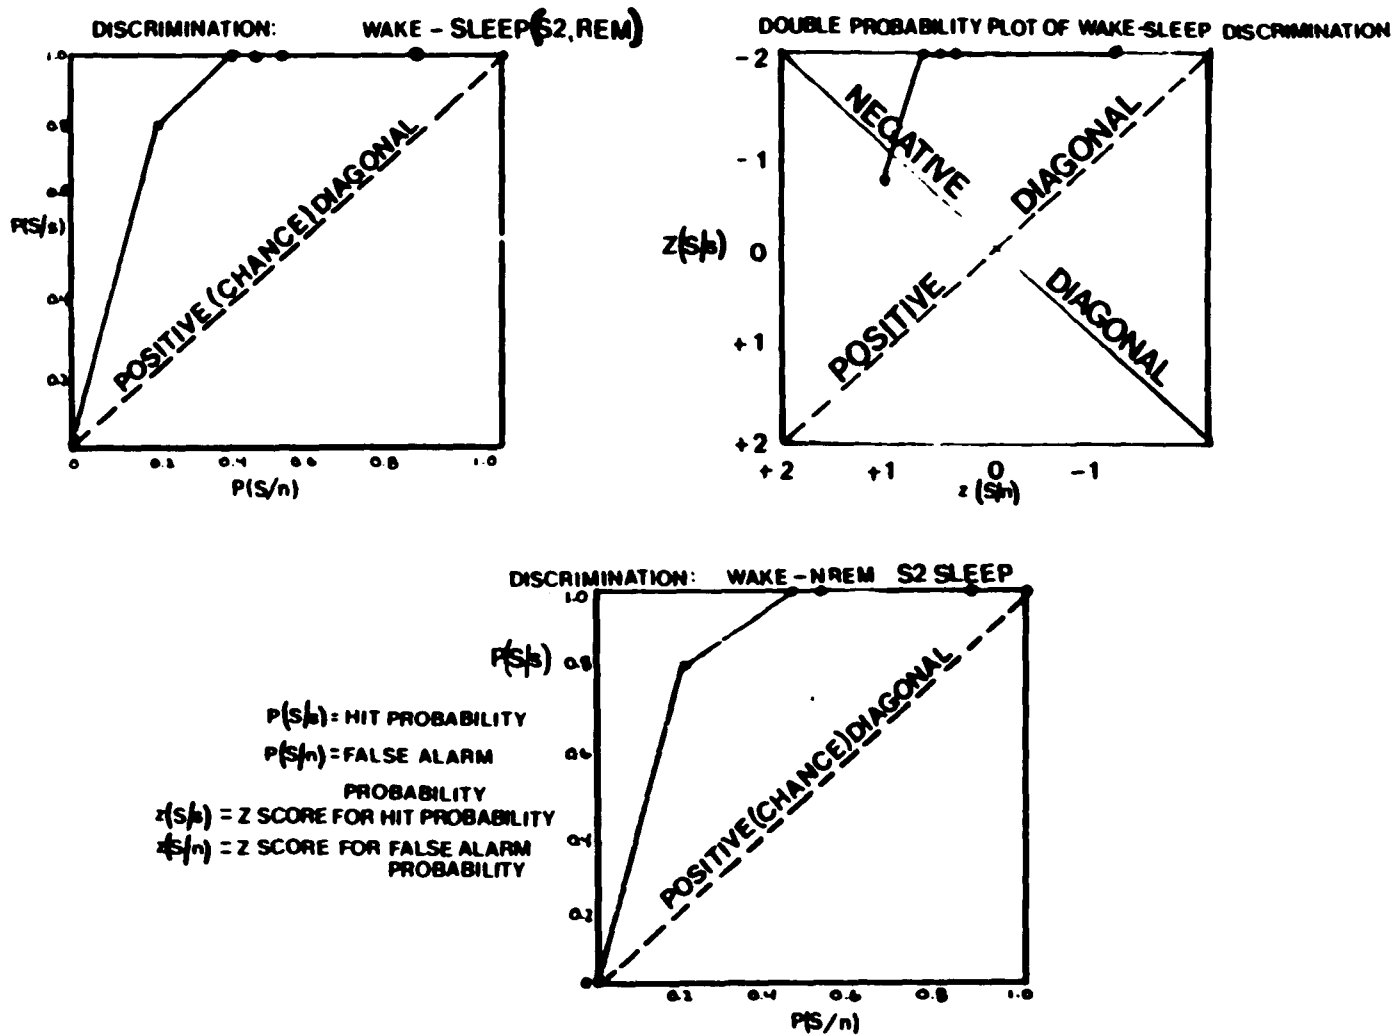 DISCRIMINATION: WAKE - SLEEP(S2, REM)
1.0
0.8
0.6
P(S/s)
0.4
0.2
POSITIVE (CHANCE) DIAGONAL
0 0.2 0.4 0.6 0.8 1.0
P(S/n)
DOUBLE PROBABILITY PLOT OF WAKE-SLEEP DISCRIMINATION
-2
-1
Z(S/s) 0
+1
+2
NEGATIVE DIAGONAL
POSITIVE DIAGONAL
+2 +1 0 -1
z (S/n)
DISCRIMINATION: WAKE-NREM S2 SLEEP
1.0
P(S/s) 0.8
0.6
0.4
0.2
POSITIVE (CHANCE) DIAGONAL
0.2 0.4 0.6 0.8 1.0
P(S/n)
P(S/s) = HIT PROBABILITY
P(S/n) = FALSE ALARM
PROBABILITY
z(S/s) = Z SCORE FOR HIT PROBABILITY
z(S/n) = Z SCORE FOR FALSE ALARM
PROBABILITY